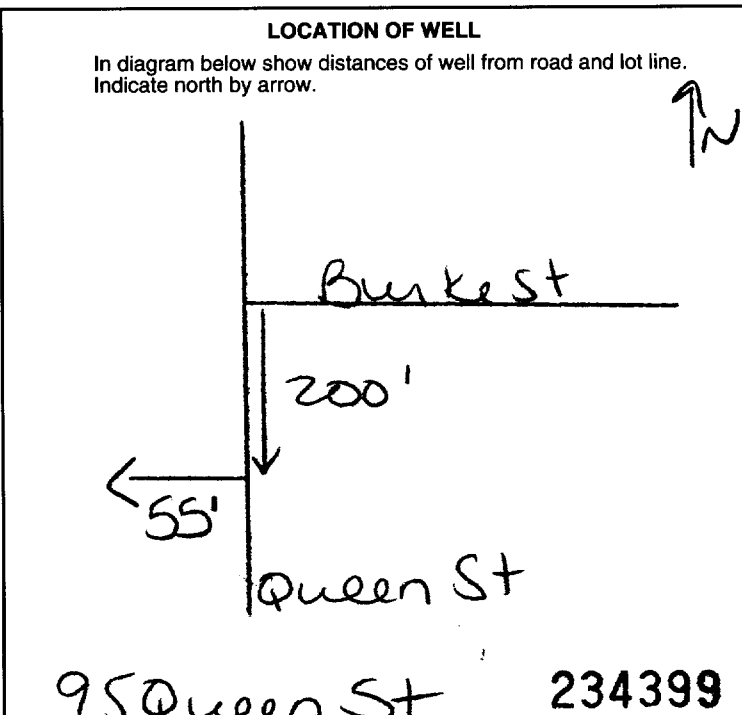 LOCATION OF WELL
In diagram below show distances of well from road and lot line.
Indicate north by arrow.
N
Burke St
200'
55'
Queen St
95 Queen St 234399